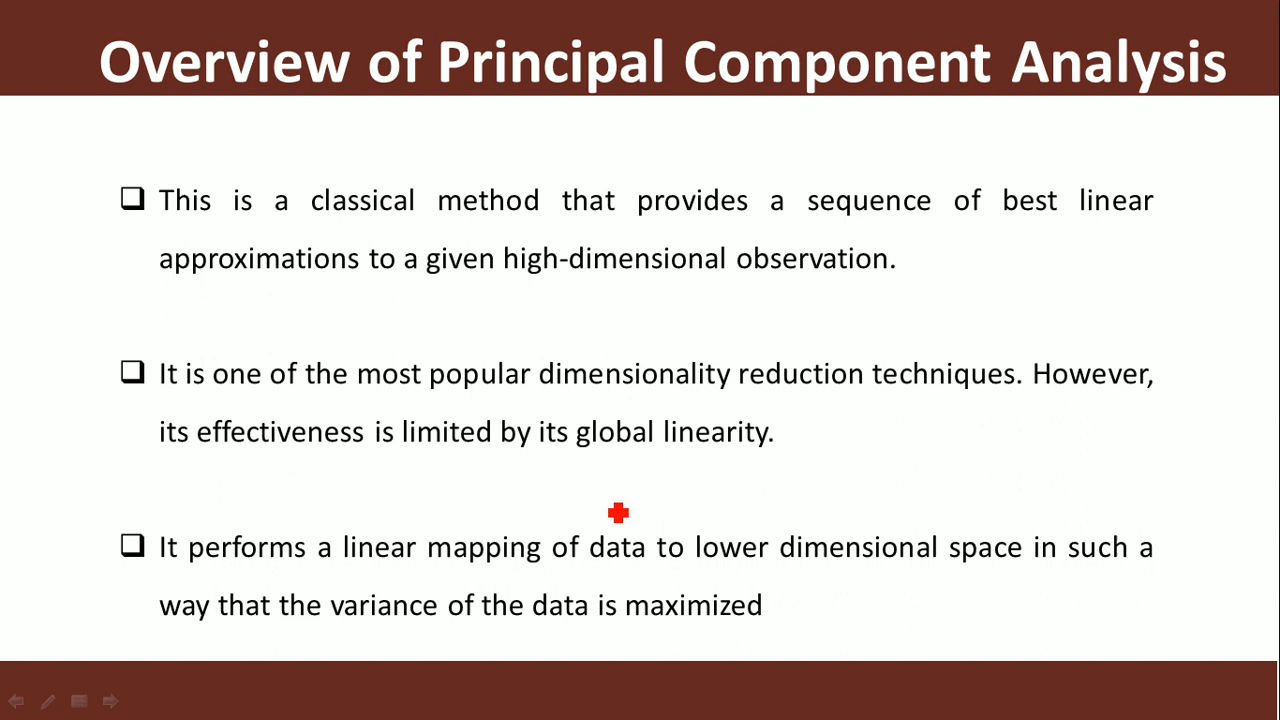 Overview of Principal Component Analysis
This is a classical method that provides a sequence of best linear
approximations to a given high-dimensional observation.
It is one of the most popular dimensionality reduction techniques. However,
its effectiveness is limited by its global linearity.
It performs a linear mapping of data to lower dimensional space in such a
way that the variance of the data is maximized